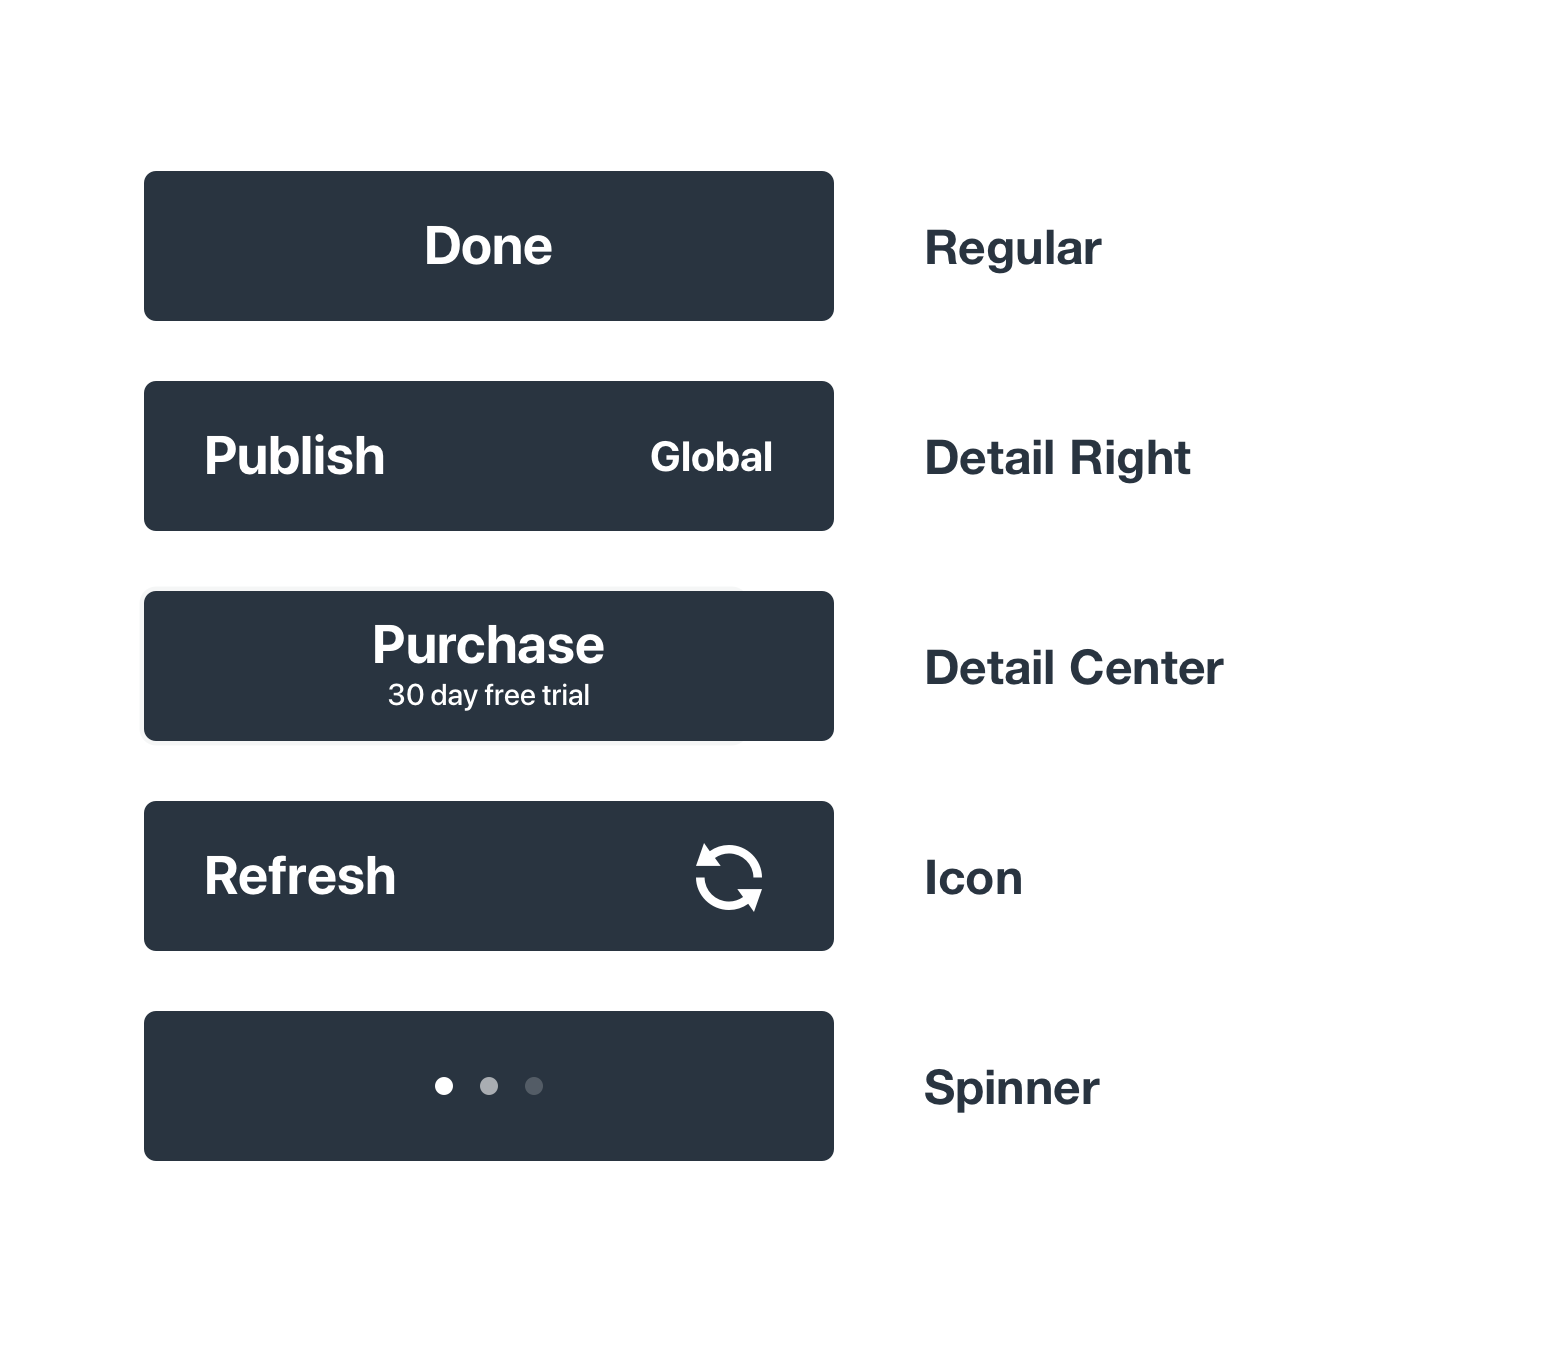 Done
Regular
Publish
Global
Detail Right
Purchase
30 day free trial
Detail Center
Refresh
Icon
Spinner